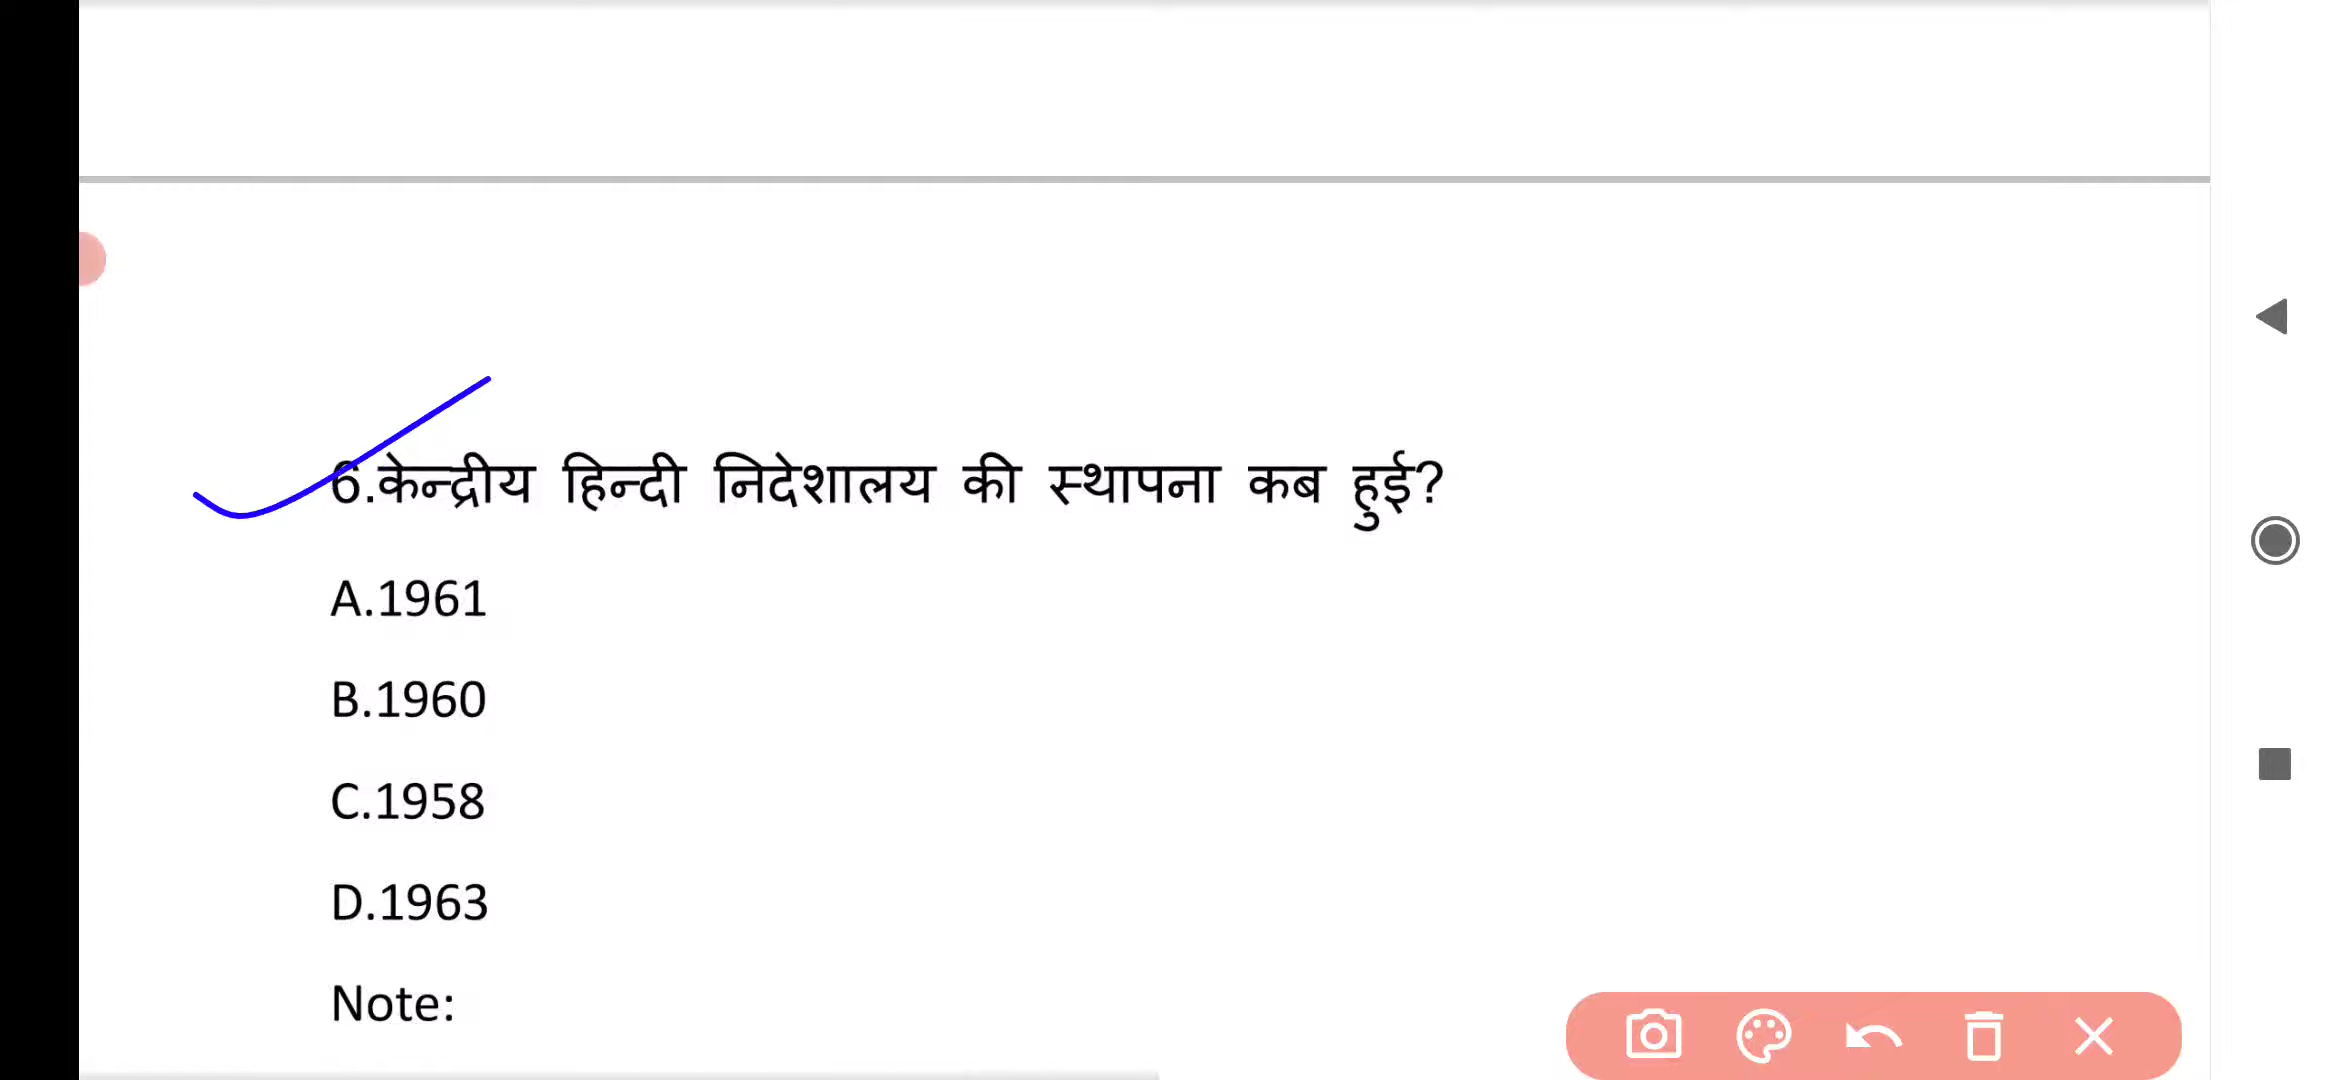 6.केन्द्रीय हिन्दी निदेशालय की स्थापना कब हुई?
A.1961
B.1960
C.1958
D.1963
Note: